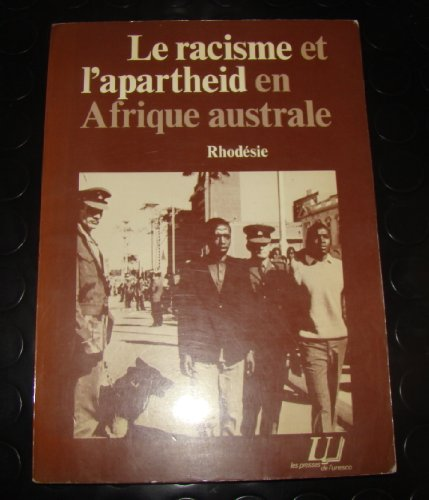 Le racisme et
l'apartheid en
Afrique australe
Rhodésie
les presses de l'unesco